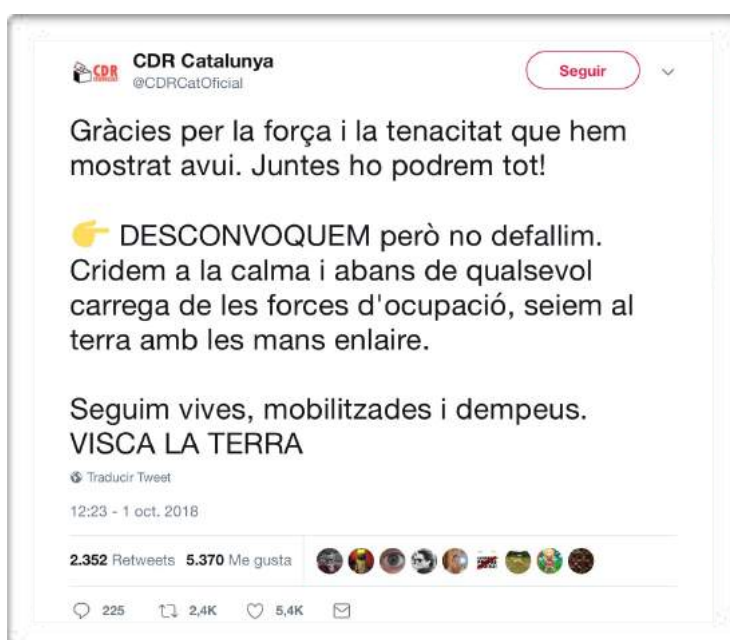 CDR
CDR Catalunya
@CDRCatOficial
Seguir
Gràcies per la força i la tenacitat que hem
mostrat avui. Juntes ho podrem tot!
👉 DESCONVOQUEM però no defallim.
Cridem a la calma i abans de qualsevol
carrega de les forces d'ocupació, seiem al
terra amb les mans enlaire.
Seguim vives, mobilitzades i dempeus.
VISCA LA TERRA
Traducir Tweet
12:23 - 1 oct. 2018
2.352 Retweets 5.370 Me gusta
225 2,4K 5,4K